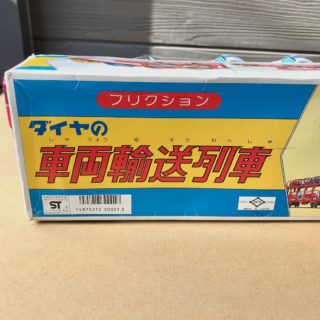 フリクション
ダイヤの
しゃりょうゆそうれっしゃ
車両輸送列車
ST